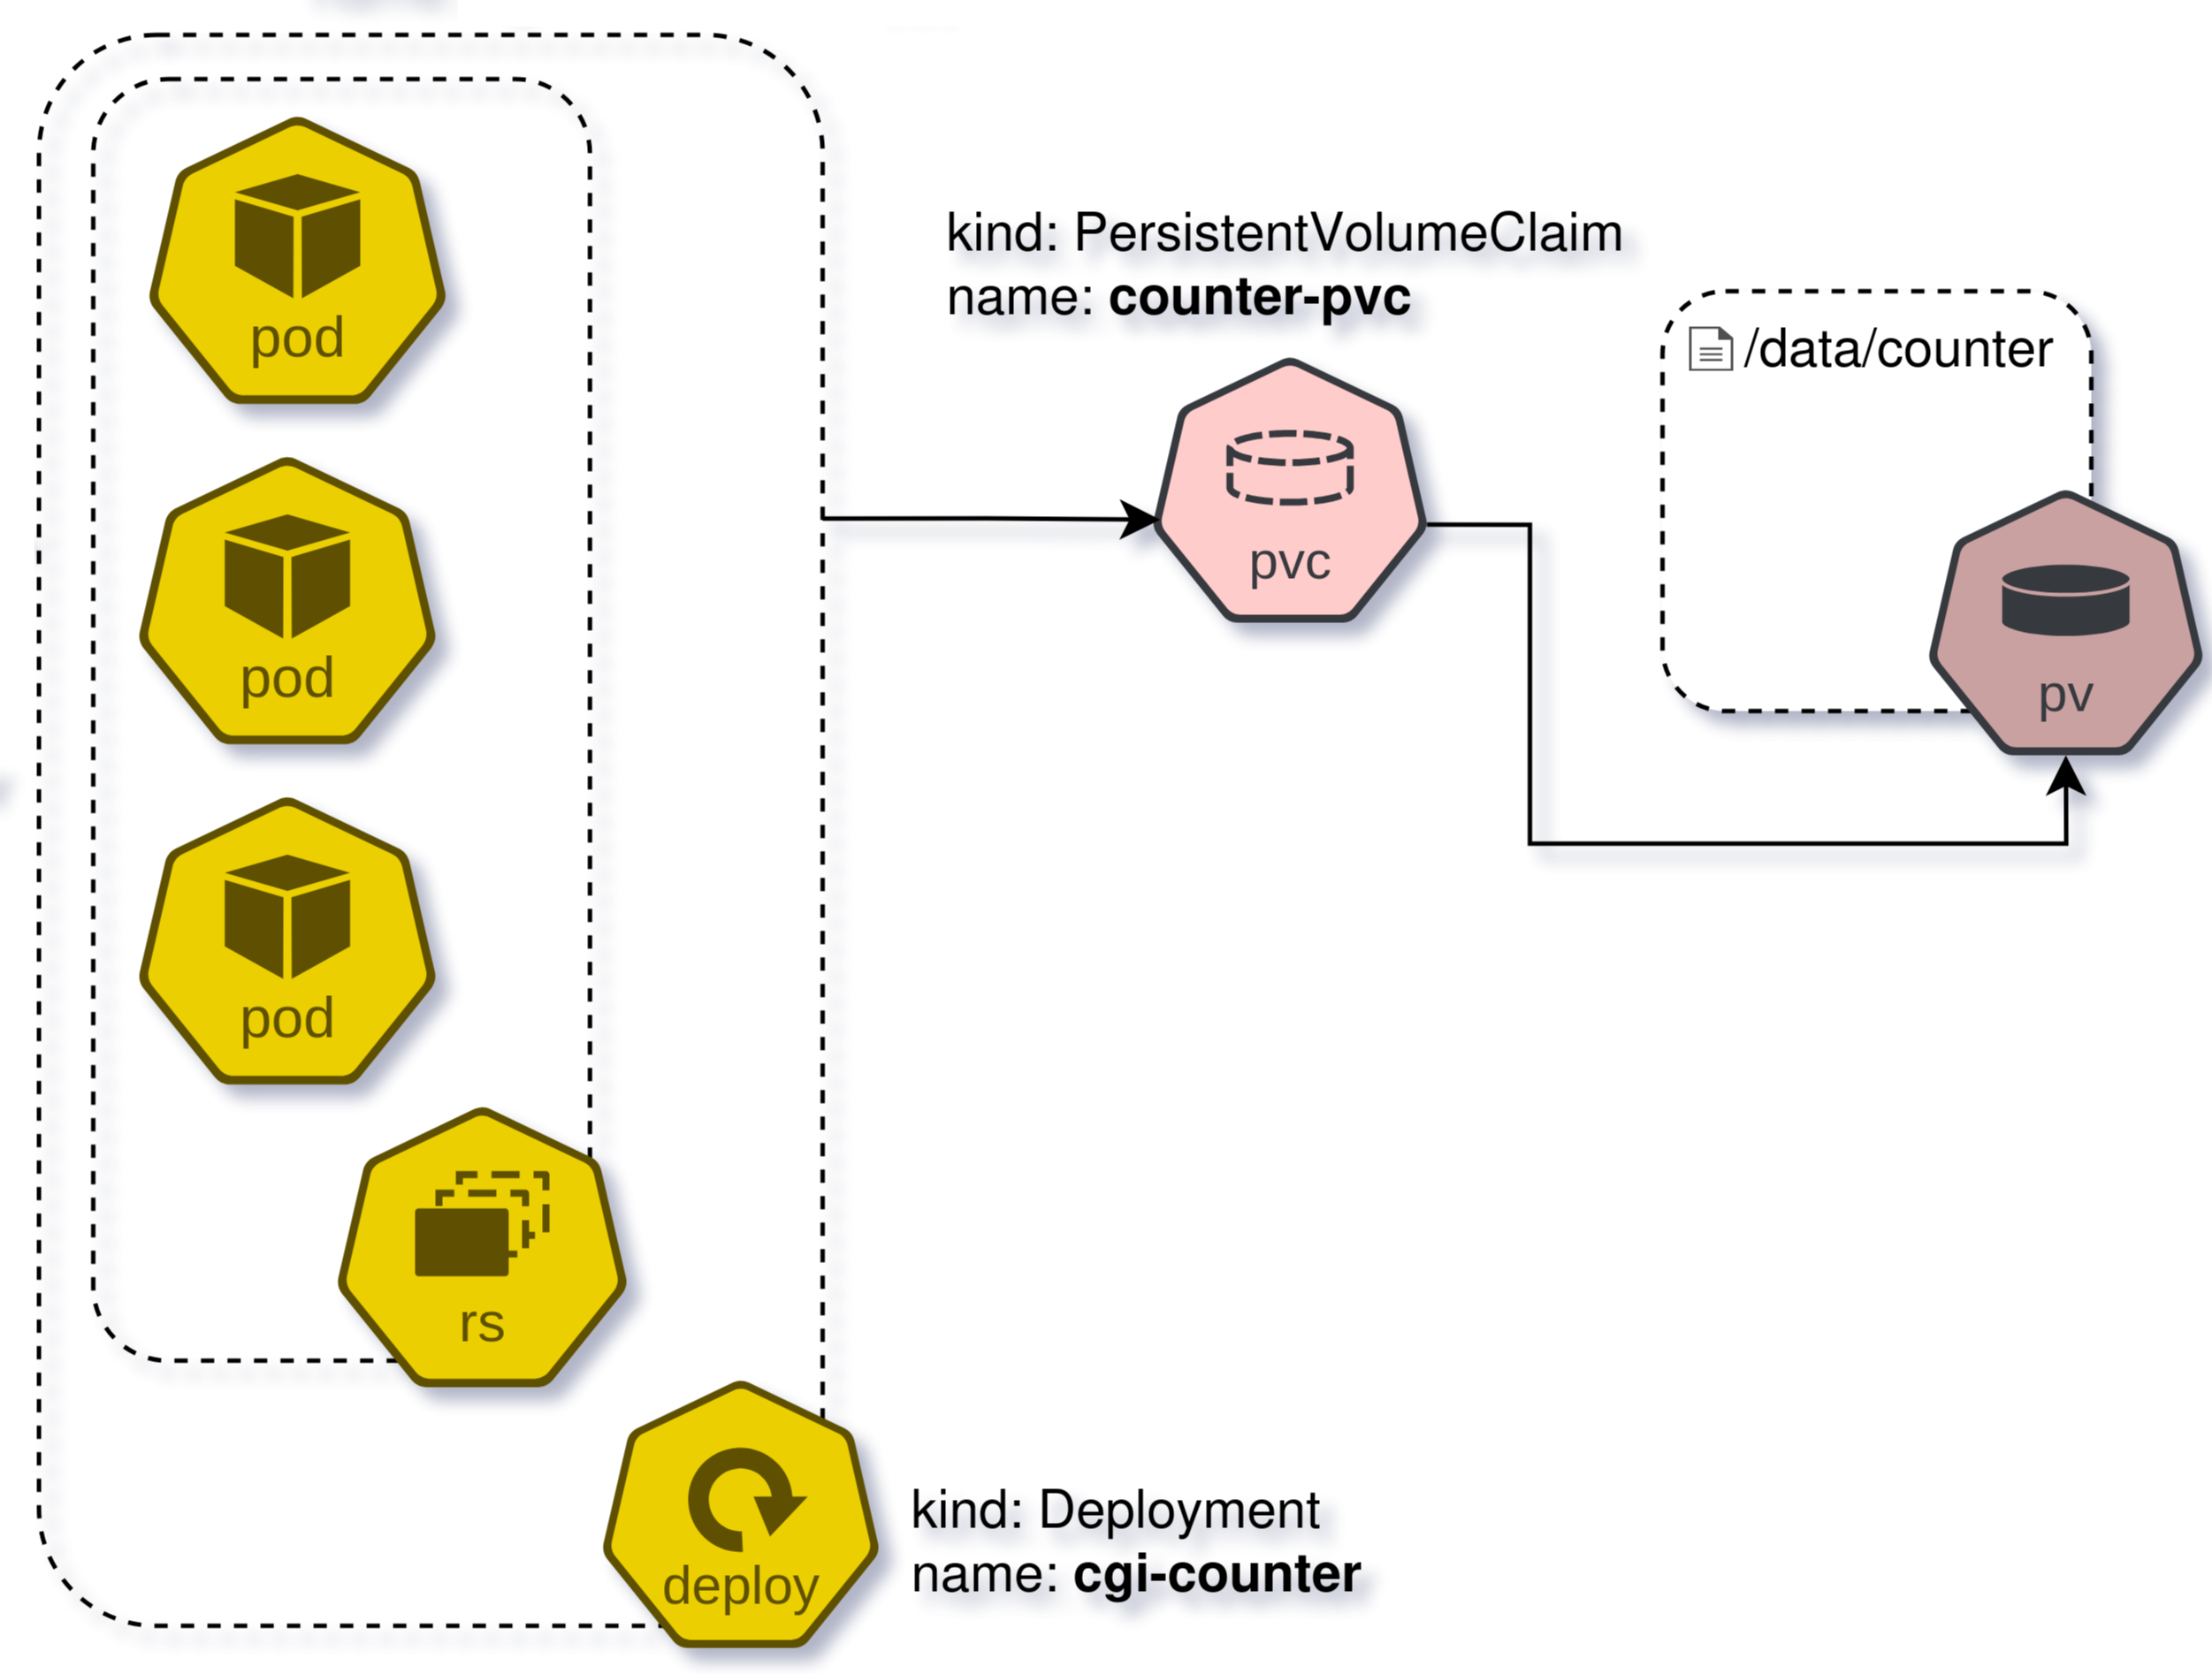 pod
pod
pod
rs
deploy
kind: Deployment
name: cgi-counter
kind: PersistentVolumeClaim
name: counter-pvc
pvc
/data/counter
pv